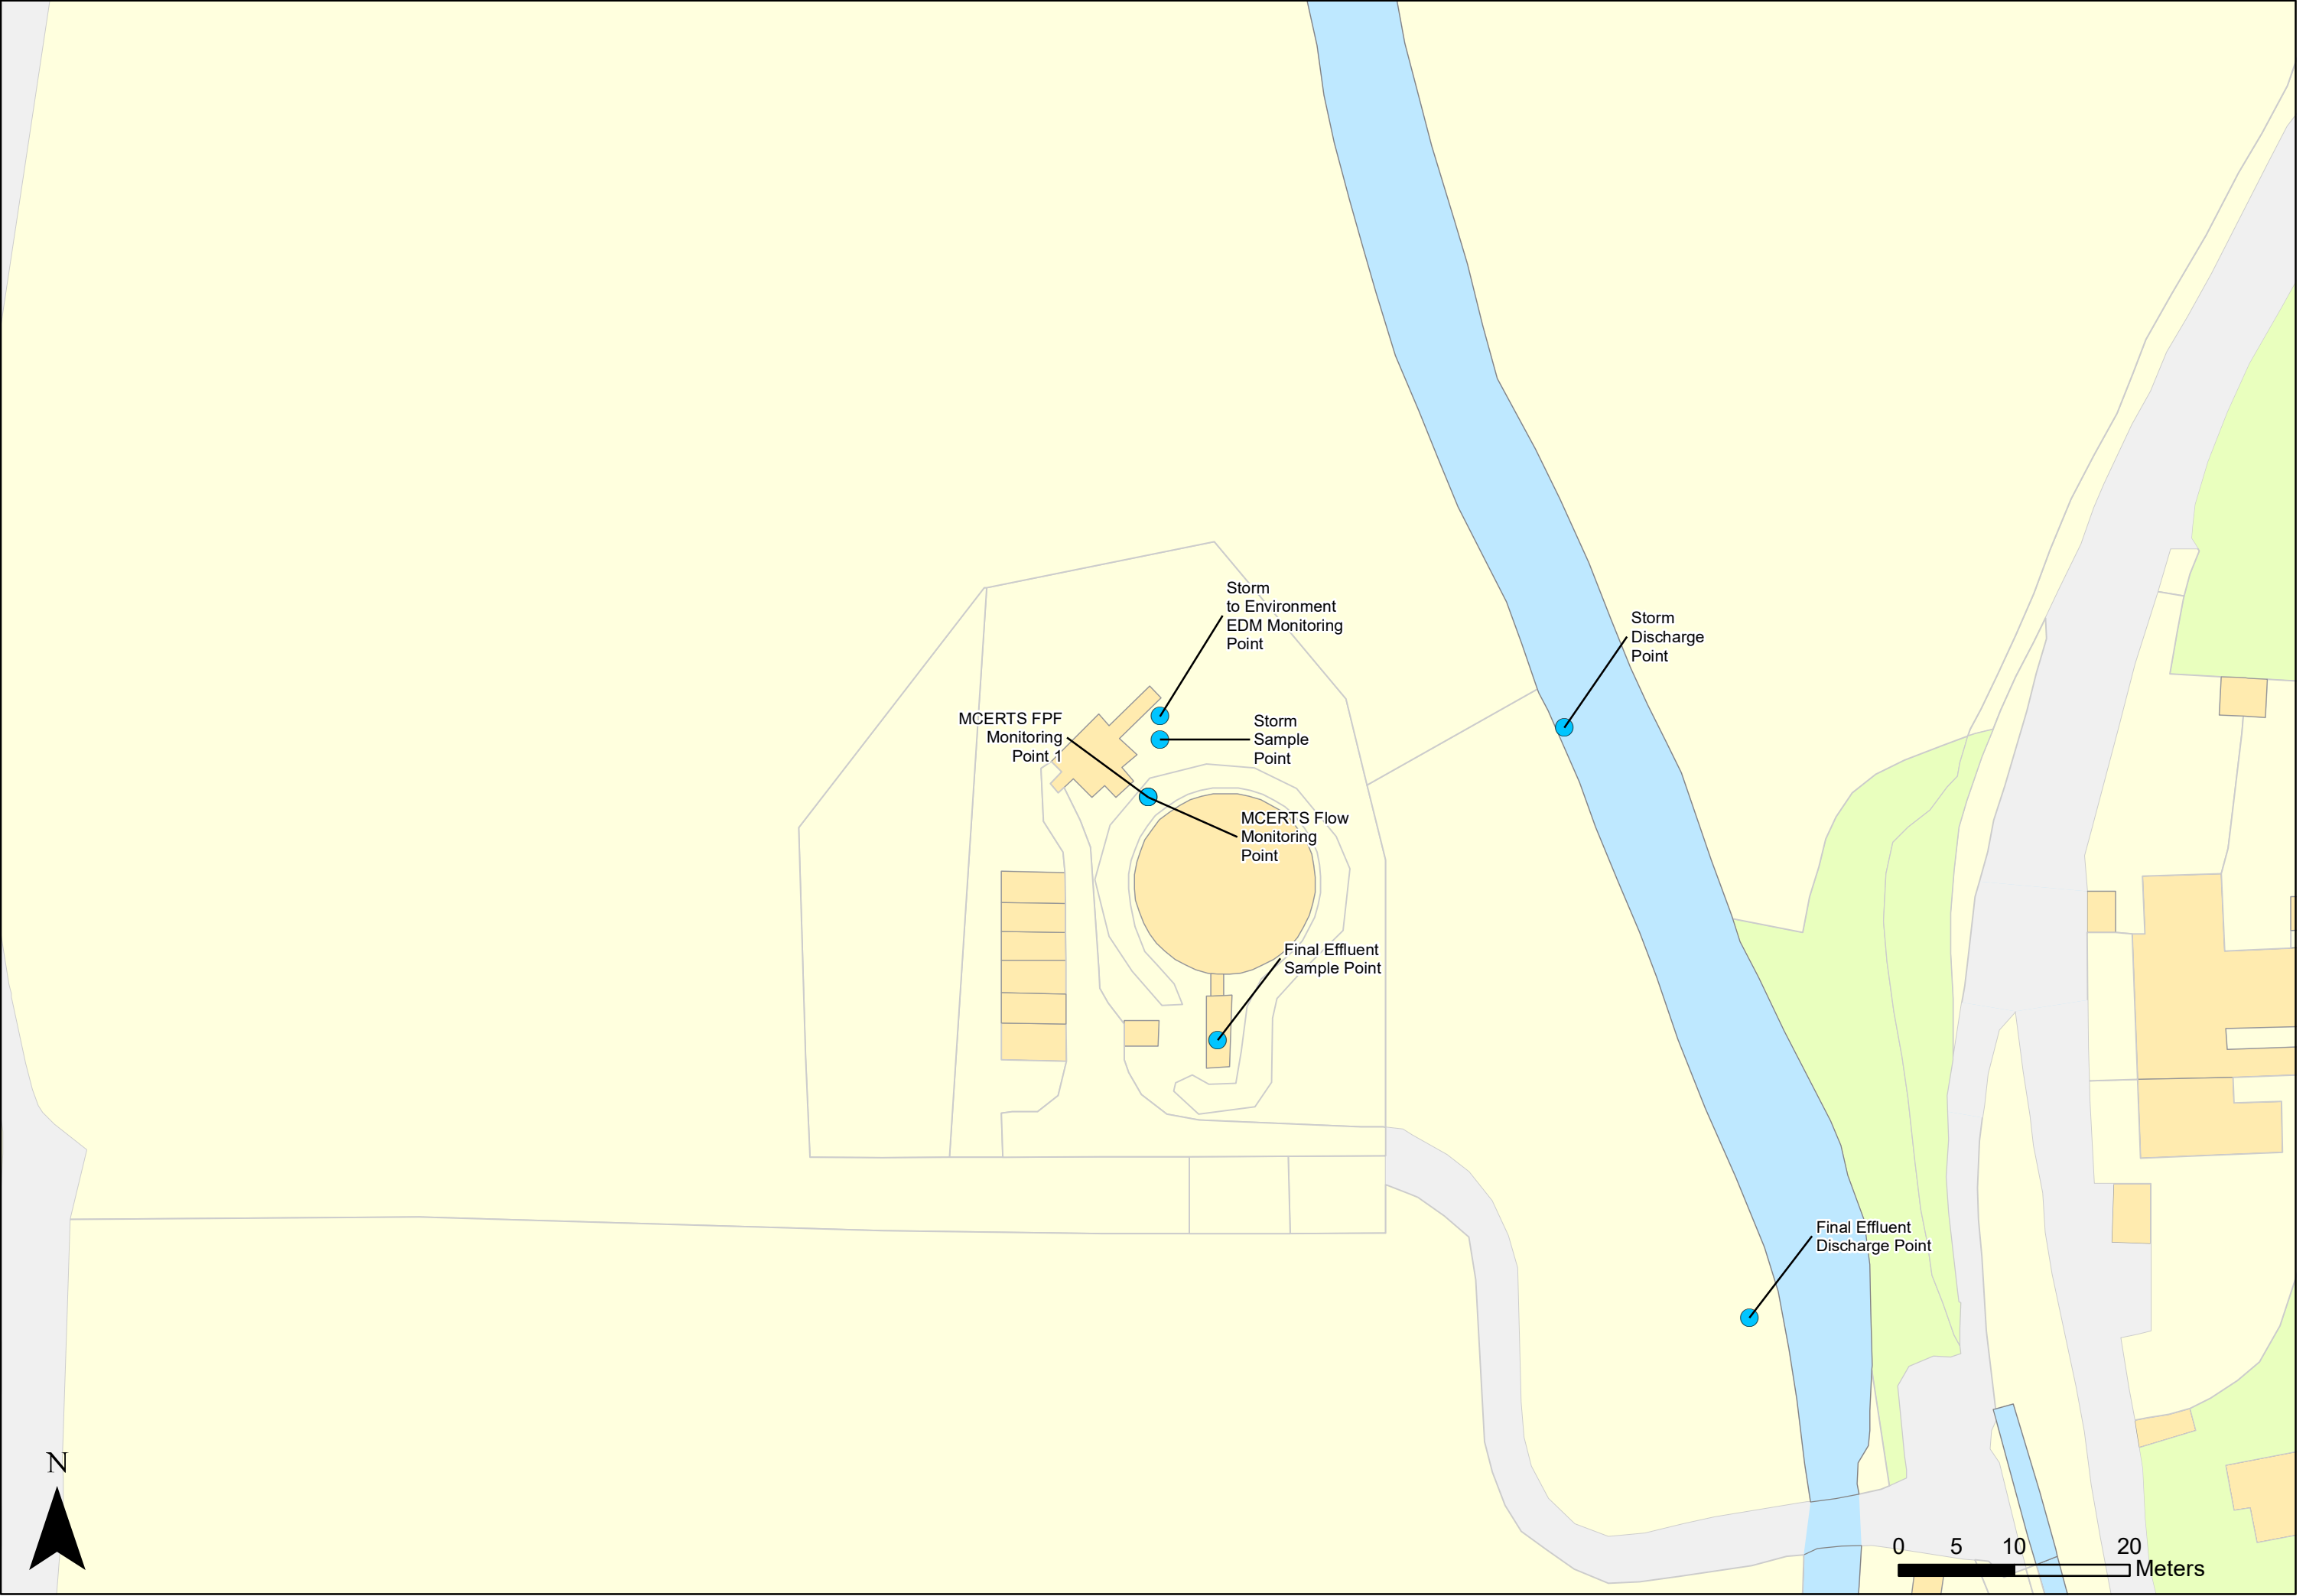 Storm
to Environment
EDM Monitoring
Point
Storm
Discharge
Point
MCERTS FPF
Monitoring
Point 1
Storm
Sample
Point
MCERTS Flow
Monitoring
Point
Final Effluent
Sample Point
Final Effluent
Discharge Point
N
0 5 10 20
Meters